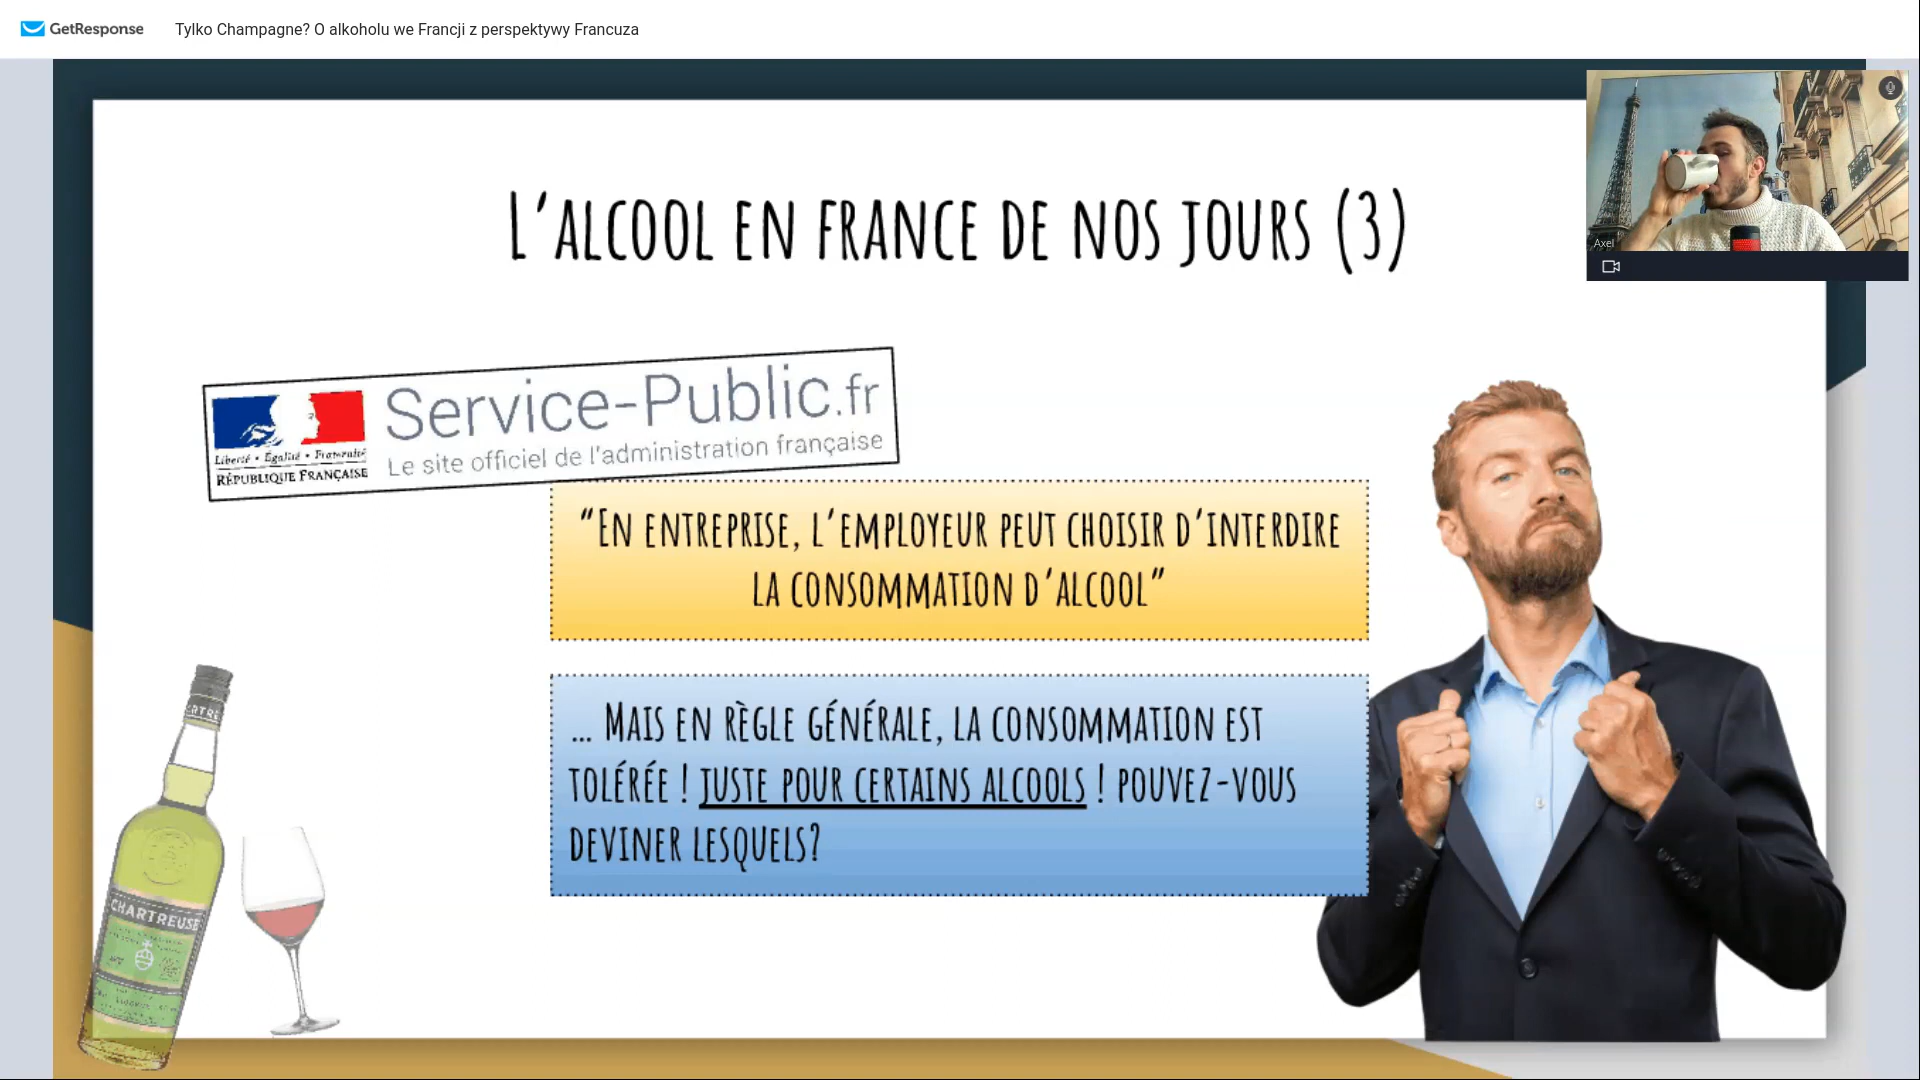 GetResponse
Tylko Champagne? O alkoholu we Francji z perspektywy Francuza
Axel
L'ALCOOL EN FRANCE DE NOS JOURS (3)
Service-Public.fr
Le site officiel de l'administration française
Liberté • Égalité • Fraternité
RÉPUBLIQUE FRANÇAISE
"EN ENTREPRISE, L'EMPLOYEUR PEUT CHOISIR D'INTERDIRE
LA CONSOMMATION D'ALCOOL"
... MAIS EN RÈGLE GÉNÉRALE, LA CONSOMMATION EST
TOLÉRÉE ! JUSTE POUR CERTAINS ALCOOLS ! POUVEZ-VOUS
DEVINER LESQUELS?
CHARTREUSE